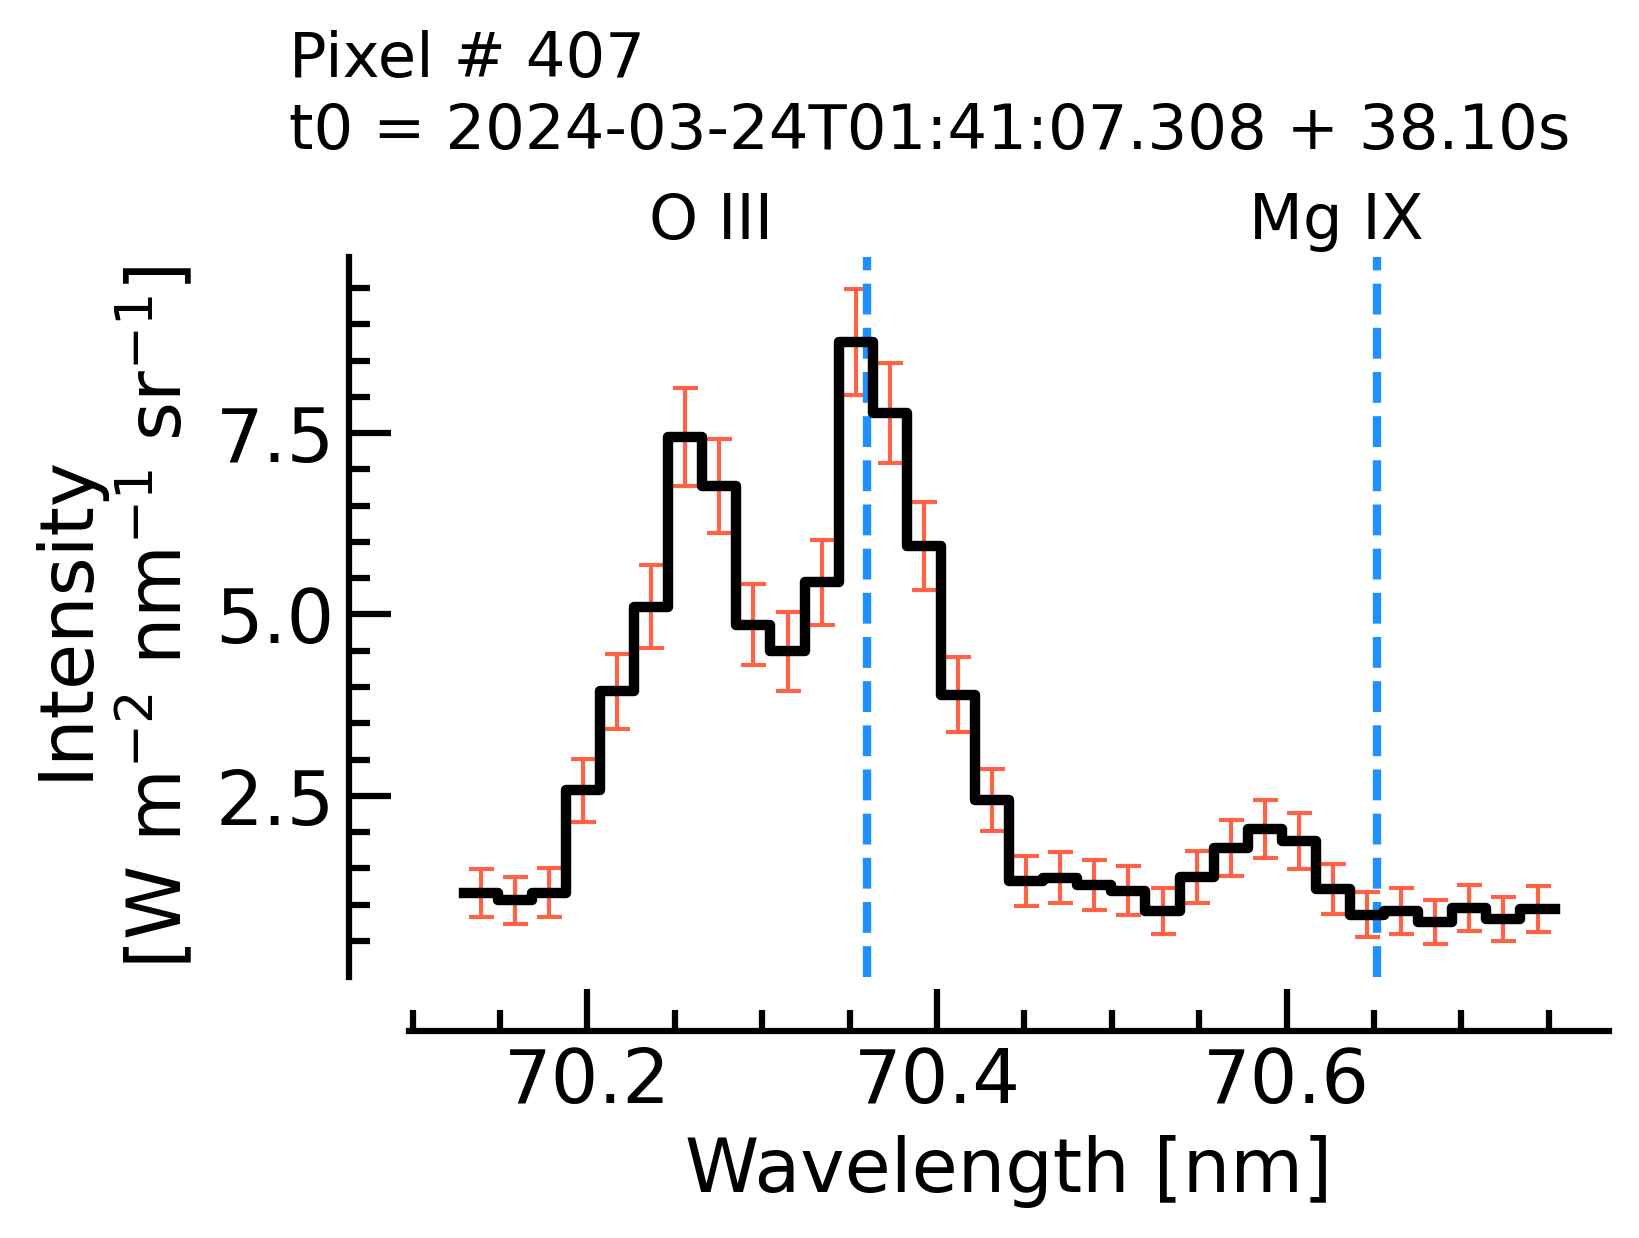 Pixel # 407
t0 = 2024-03-24T01:41:07.308 + 38.10s
O III Mg IX
Intensity
[W m⁻² nm⁻¹ sr⁻¹]
7.5
5.0
2.5
70.2 70.4 70.6
Wavelength [nm]